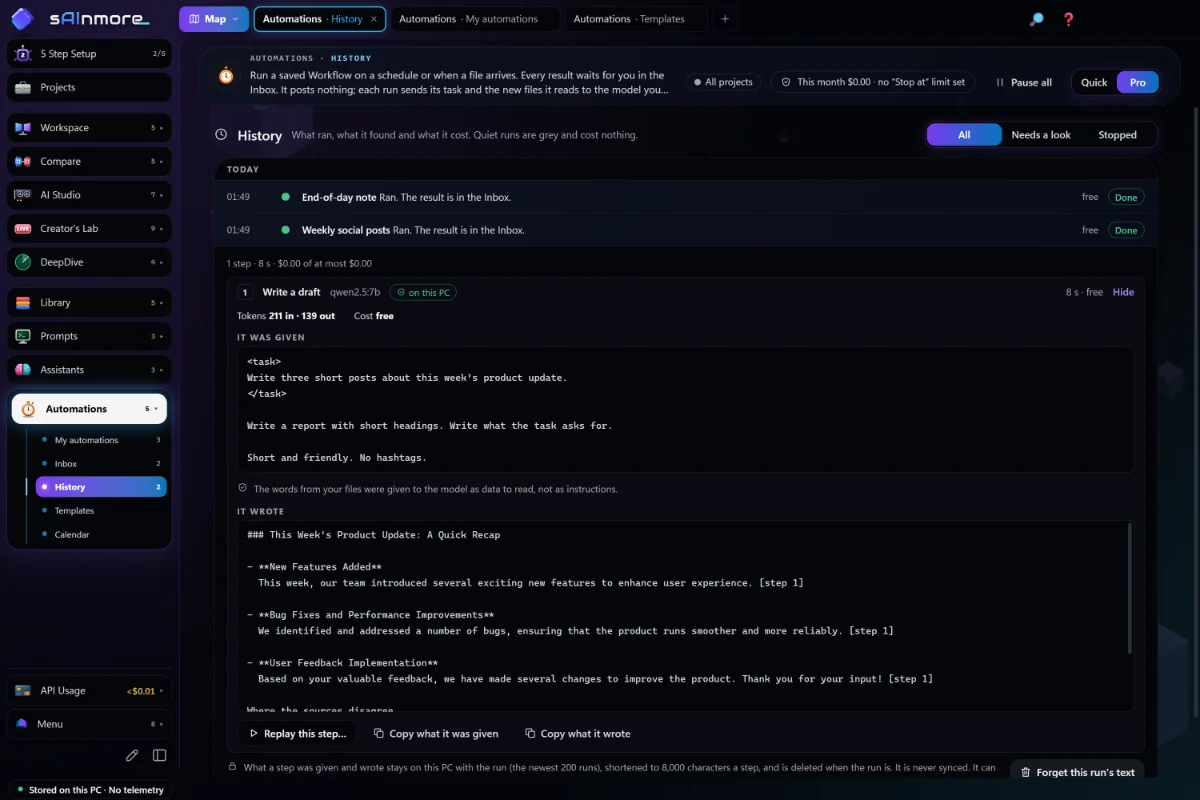 sAInmore_
Map
Automations · History ×
Automations · My automations
Automations · Templates
+
?
5 Step Setup 2/5
Projects
Workspace 5
Compare 5
AI Studio 7
LIVE Creator's Lab 9
DeepDive 6
Library 5
Prompts 3
Assistants 3
Automations 5
My automations 3
Inbox 2
History 2
Templates
Calendar
API Usage <$0.01
Menu 8
Stored on this PC · No telemetry
AUTOMATIONS · HISTORY
Run a saved Workflow on a schedule or when a file arrives. Every result waits for you in the
Inbox. It posts nothing; each run sends its task and the new files it reads to the model you...
All projects
This month $0.00 · no "Stop at" limit set
Pause all
Quick
Pro
History What ran, what it found and what it cost. Quiet runs are grey and cost nothing.
All
Needs a look
Stopped
TODAY
01:49 End-of-day note Ran. The result is in the Inbox. free Done
01:49 Weekly social posts Ran. The result is in the Inbox. free Done
1 step · 8 s · $0.00 of at most $0.00
1 Write a draft qwen2.5:7b on this PC 8 s · free Hide
Tokens 211 in · 139 out Cost free
IT WAS GIVEN
<task>
Write three short posts about this week's product update.
</task>
Write a report with short headings. Write what the task asks for.
Short and friendly. No hashtags.
The words from your files were given to the model as data to read, not as instructions.
IT WROTE
### This Week's Product Update: A Quick Recap
- **New Features Added**
This week, our team introduced several exciting new features to enhance user experience. [step 1]
- **Bug Fixes and Performance Improvements**
We identified and addressed a number of bugs, ensuring that the product runs smoother and more reliably. [step 1]
- **User Feedback Implementation**
Based on your valuable feedback, we have made several changes to improve the product. Thank you for your input! [step 1]
Where the sources disagree
Replay this step...
Copy what it was given
Copy what it wrote
What a step was given and wrote stays on this PC with the run (the newest 200 runs), shortened to 8,000 characters a step, and is deleted when the run is. It is never synced. It can
Forget this run's text